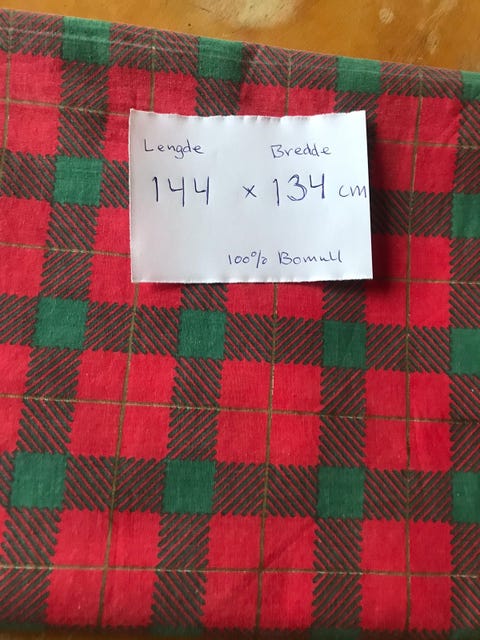 Lengde Bredde
144 x 134 cm
100% Bomull